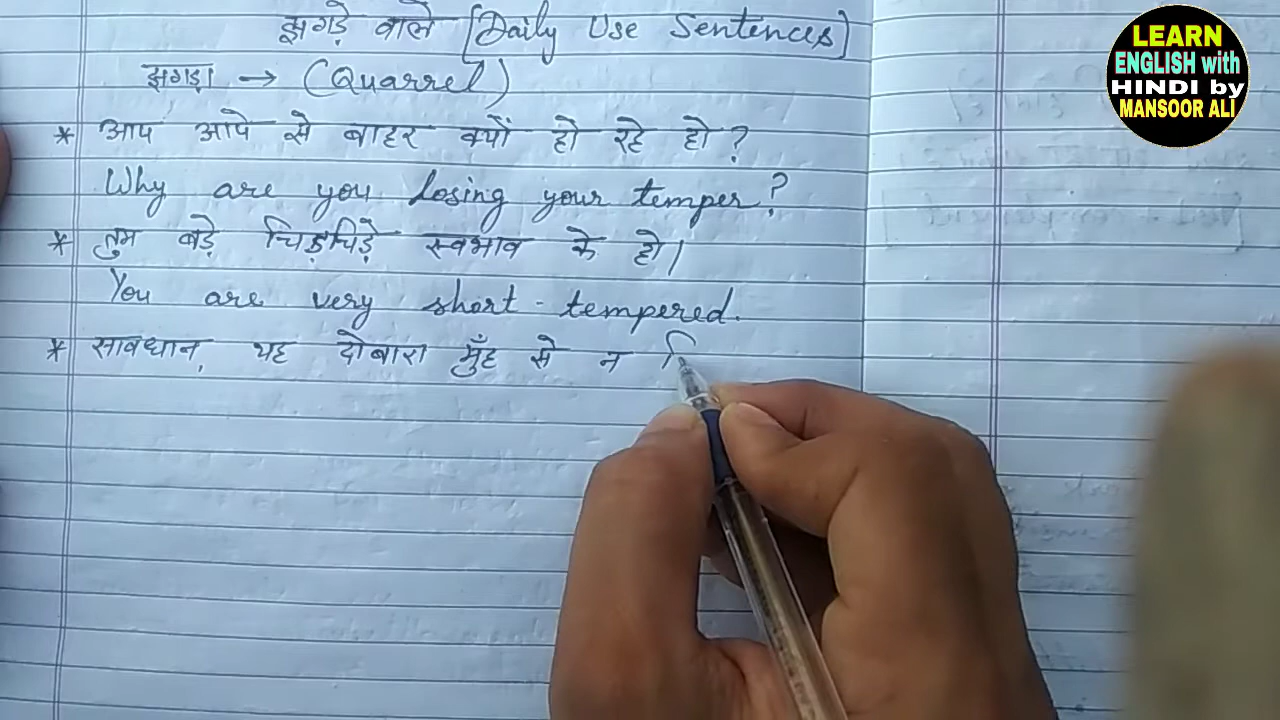 झगड़े वाले [Daily Use Sentences]
झगड़ा → (Quarrel)
* आप आपे से बाहर क्यों हो रहे हो?
Why are you losing your temper?
* तुम बड़े चिड़चिड़े स्वभाव के हो।
You are very short-tempered.
* सावधान, यह दोबारा मुँह से न
LEARN
ENGLISH with
HINDI by
MANSOOR ALI